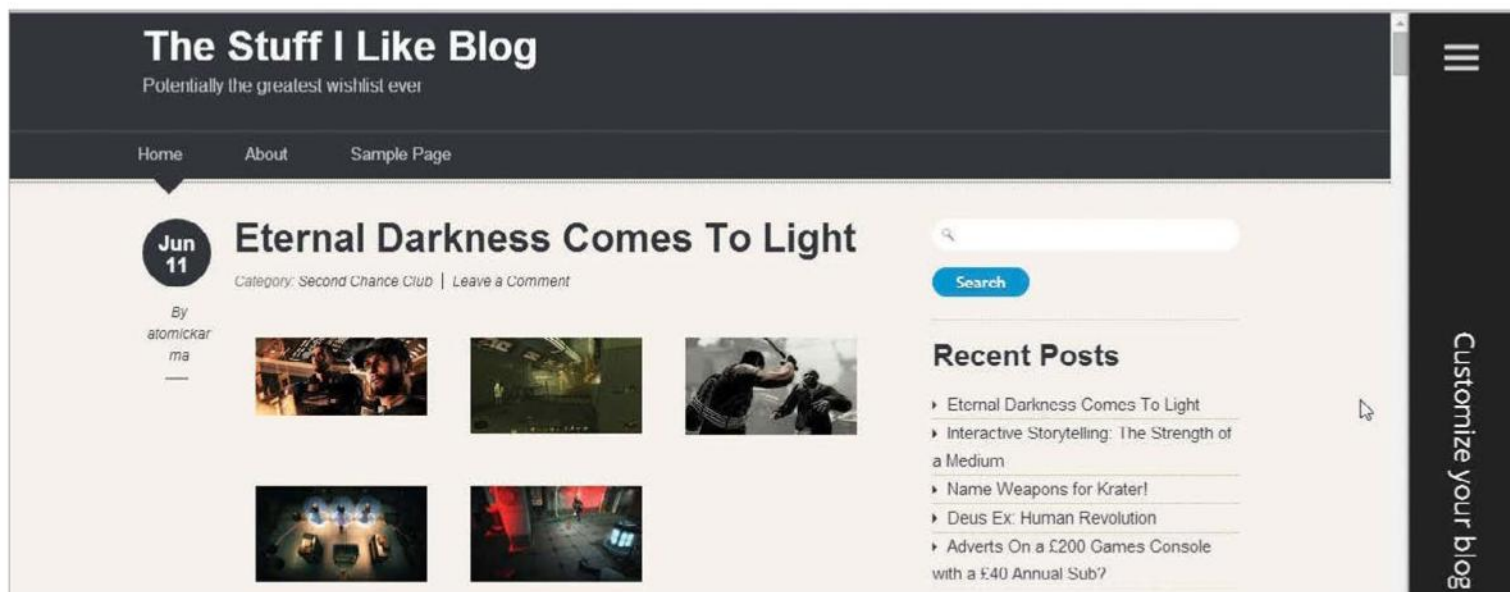 The Stuff I Like Blog
Potentially the greatest wishlist ever
Home About Sample Page
Jun
11
By
atomickar
ma
Eternal Darkness Comes To Light
Category: Second Chance Club | Leave a Comment
Search
Recent Posts
Eternal Darkness Comes To Light
Interactive Storytelling: The Strength of
a Medium
Name Weapons for Krater!
Deus Ex: Human Revolution
Adverts On a £200 Games Console
with a £40 Annual Sub?
Customize your blog